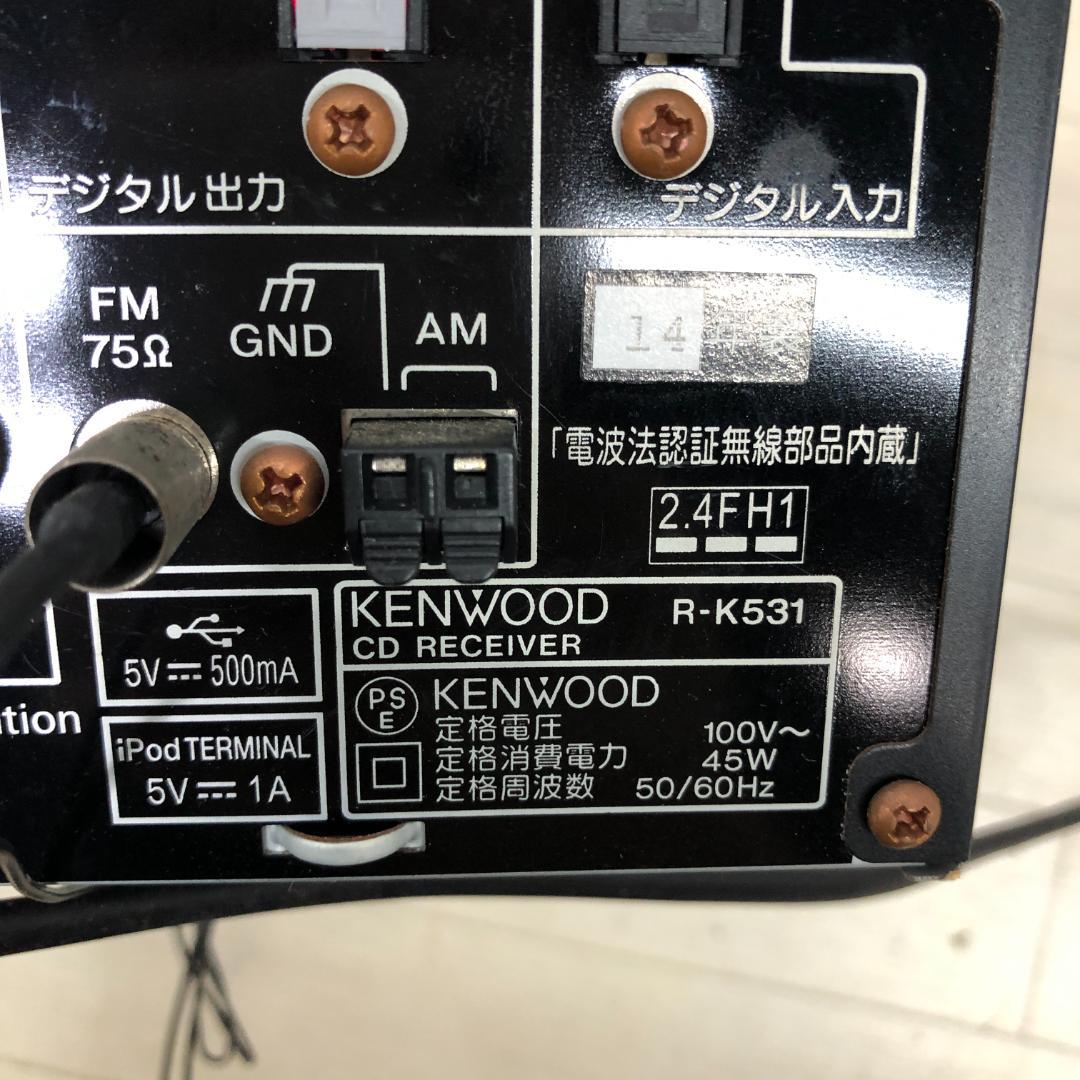 デジタル出力
デジタル入力
FM
75Ω
GND
AM
14
「電波法認証無線部品内蔵」
2.4FH1
KENWOOD R-K531
CD RECEIVER
5V⎓500mA
PSE
KENWOOD
定格電圧 100V～
定格消費電力 45W
定格周波数 50/60Hz
tion
iPod TERMINAL
5V⎓1A